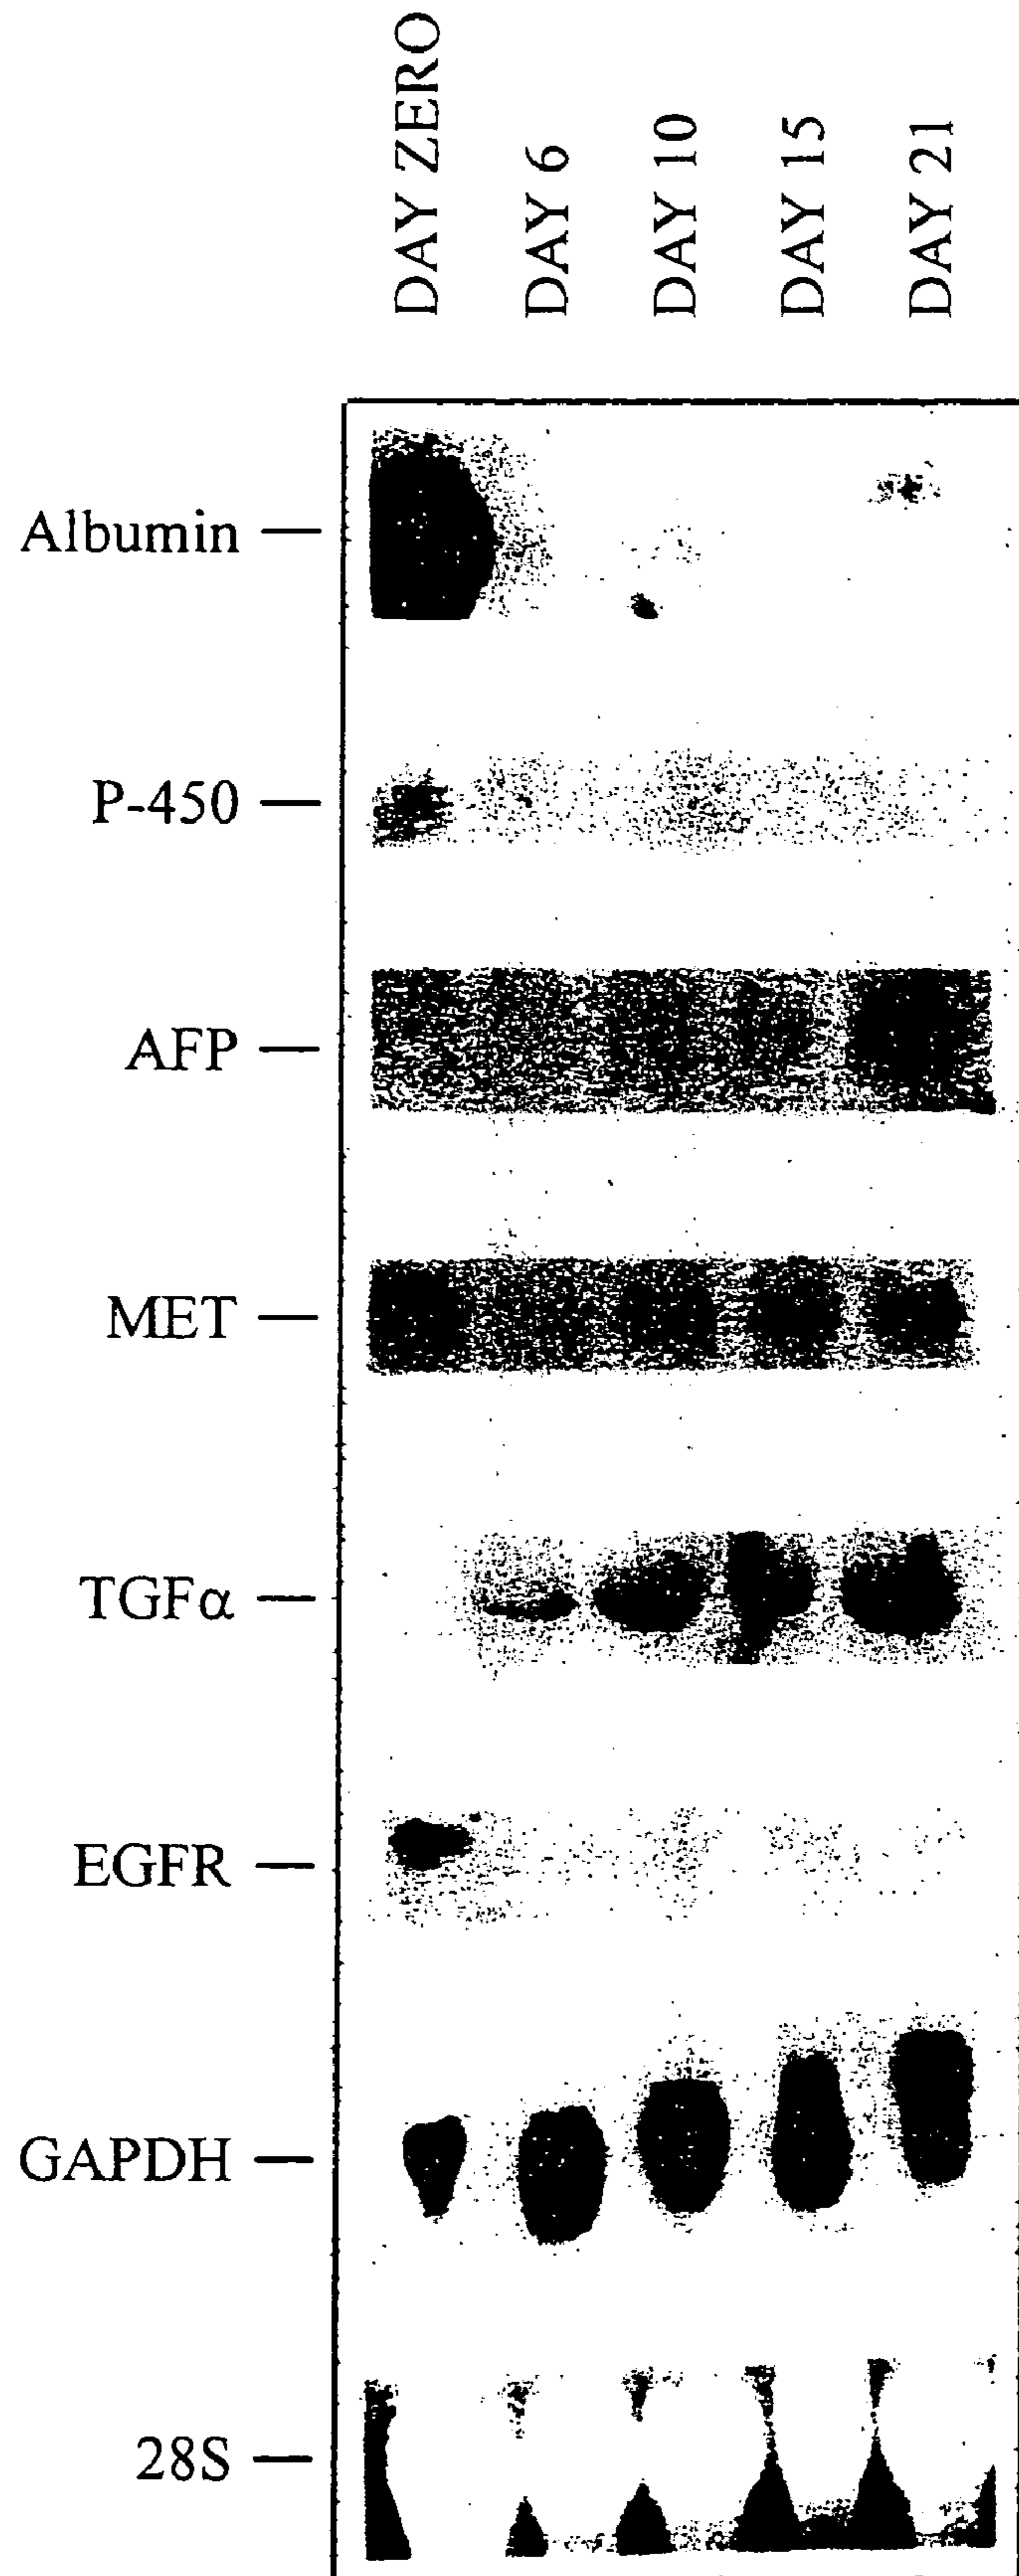 DAY ZERO
DAY 6
DAY 10
DAY 15
DAY 21
Albumin
P-450
AFP
MET
TGFα
EGFR
GAPDH
28S